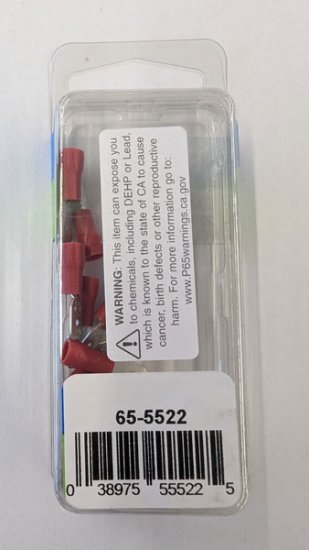 WARNING: This item can expose you
to chemicals, including DEHP or Lead,
which is known to the state of CA to cause
cancer, birth defects or other reproductive
harm. For more information go to:
www.P65warnings.ca.gov
65-5522
0 38975 55522 5